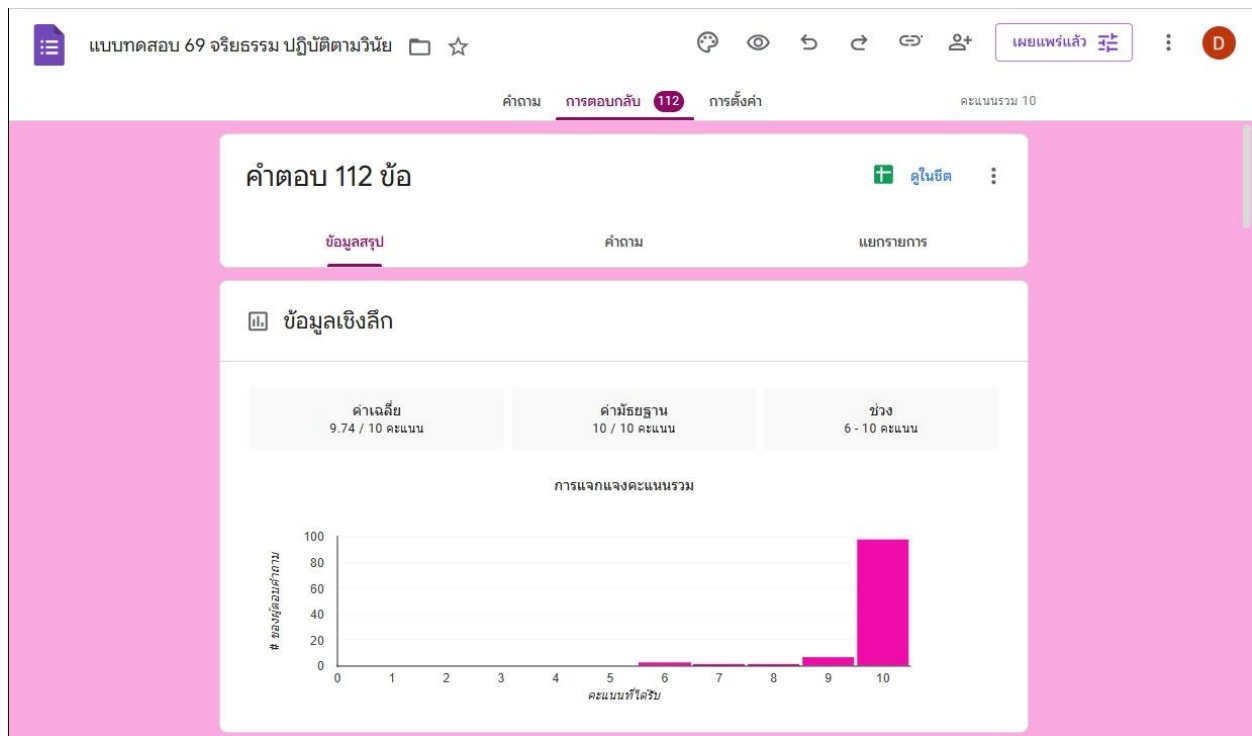 แบบทดสอบ 69 จริยธรรม ปฏิบัติตามวินัย
เผยแพร่แล้ว
D
คำถาม การตอบกลับ 112 การตั้งค่า คะแนนรวม 10
คำตอบ 112 ข้อ
ดูในชีต
ข้อมูลสรุป คำถาม แยกรายการ
ข้อมูลเชิงลึก
ค่าเฉลี่ย ค่ามัธยฐาน ช่วง
9.74 / 10 คะแนน 10 / 10 คะแนน 6 - 10 คะแนน
การแจกแจงคะแนนรวม
# ของผู้ตอบคำถาม
100
80
60
40
20
0
0 1 2 3 4 5 6 7 8 9 10
คะแนนที่ได้รับ